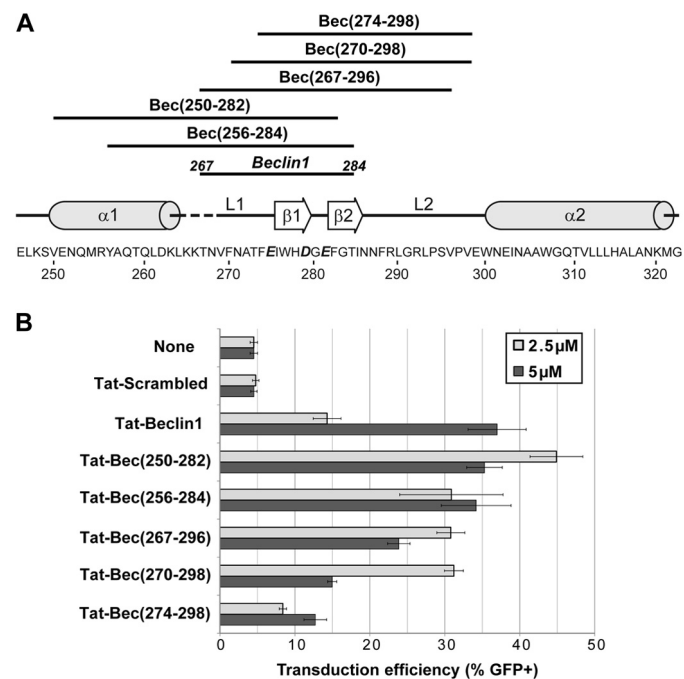 A
Bec(274-298)
Bec(270-298)
Bec(267-296)
Bec(250-282)
Bec(256-284)
267 Beclin1 284
α1 L1 β1 β2 L2 α2
ELKSVENQMRYAQTQLDKLKKTNVFNATFEIWHDGEFGTINNFRLGRLPSVPVEWNEINAAWGQTVLLLHALANKMG
250 260 270 280 290 300 310 320
B
None
Tat-Scrambled
Tat-Beclin1
Tat-Bec(250-282)
Tat-Bec(256-284)
Tat-Bec(267-296)
Tat-Bec(270-298)
Tat-Bec(274-298)
2.5µM
5µM
0 10 20 30 40 50
Transduction efficiency (% GFP+)